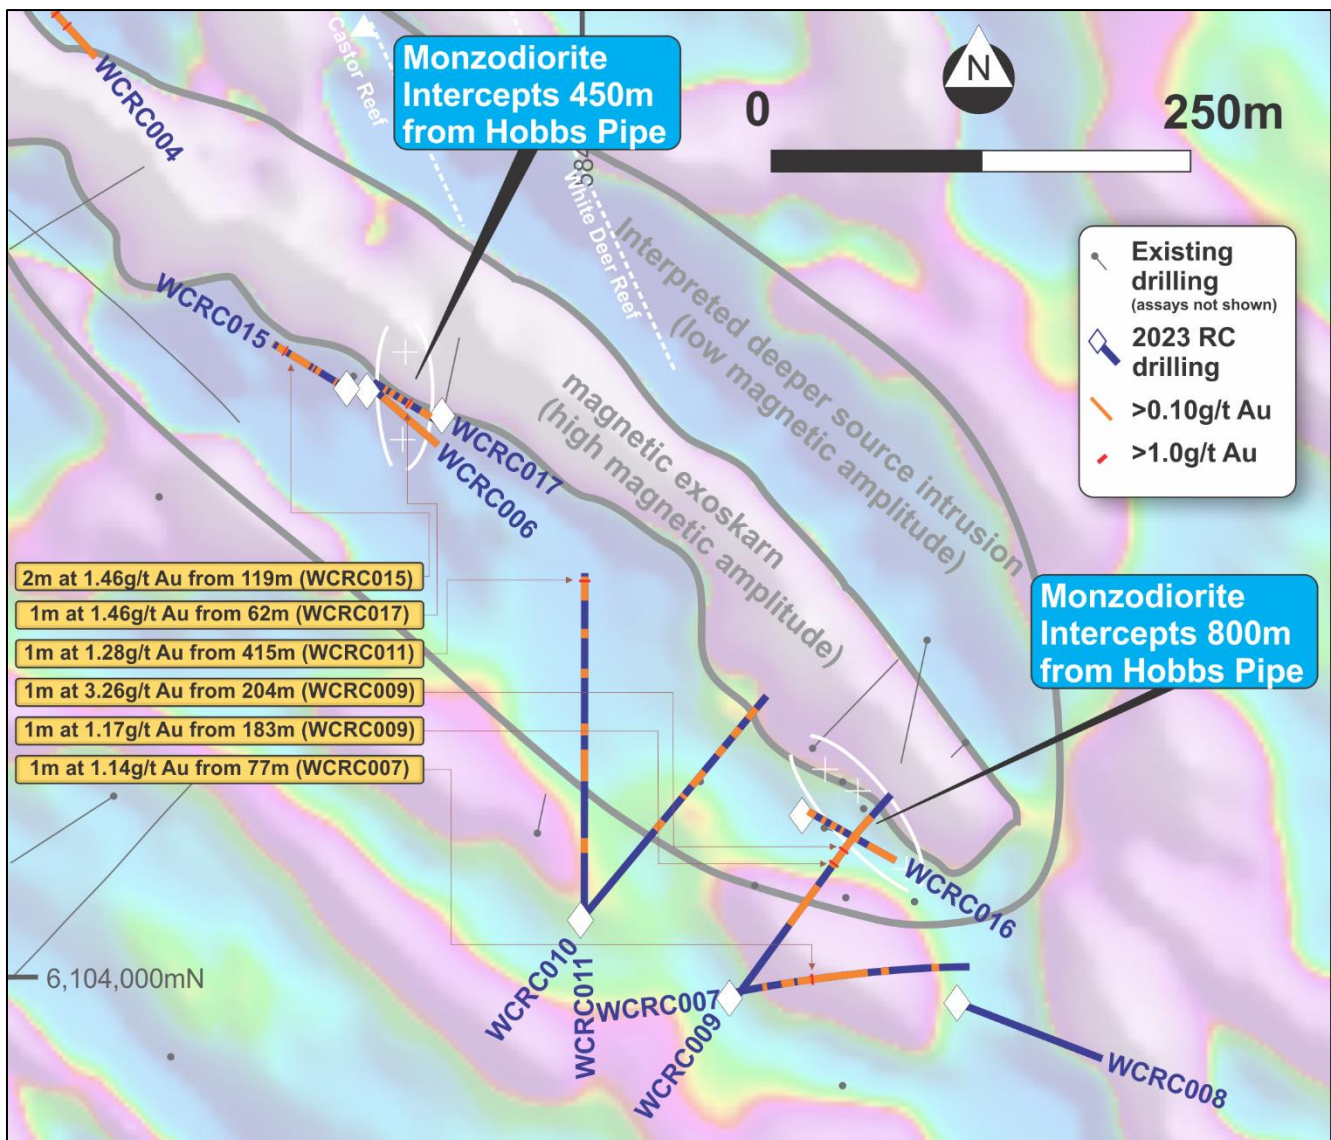 WCRC004
Castor Reef
Monzodiorite
Intercepts 450m
from Hobbs Pipe
N
0
250m
White Deer Reef
Interpreted deeper source intrusion
(low magnetic amplitude)
magnetic exoskarn
(high magnetic amplitude)
Existing
drilling
(assays not shown)
2023 RC
drilling
>0.10g/t Au
>1.0g/t Au
WCRC015
WCRC017
WCRC006
2m at 1.46g/t Au from 119m (WCRC015)
1m at 1.46g/t Au from 62m (WCRC017)
1m at 1.28g/t Au from 415m (WCRC011)
1m at 3.26g/t Au from 204m (WCRC009)
1m at 1.17g/t Au from 183m (WCRC009)
1m at 1.14g/t Au from 77m (WCRC007)
Monzodiorite
Intercepts 800m
from Hobbs Pipe
WCRC016
6,104,000mN
WCRC010
WCRC011
WCRC007
WCRC009
WCRC008